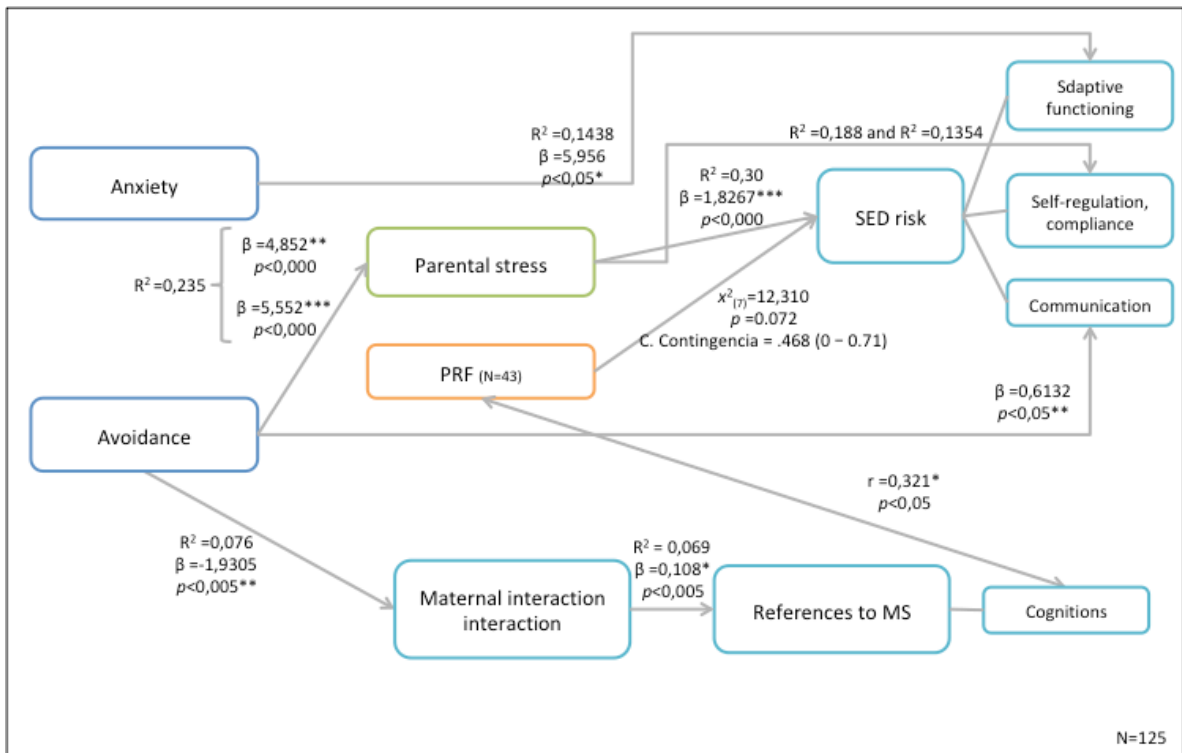 Sdaptive
functioning
R² =0,1438
β =5,956
p<0,05*
R² =0,188 and R² =0,1354
Anxiety
R² =0,30
β =1,8267***
p<0,000
SED risk
Self-regulation,
compliance
β =4,852**
p<0,000
R² =0,235
β =5,552***
p<0,000
Parental stress
x²₍₇₎=12,310
p =0.072
C. Contingencia = .468 (0 − 0.71)
Communication
PRF (N=43)
β =0,6132
p<0,05**
Avoidance
r =0,321*
p<0,05
R² =0,076
β =-1,9305
p<0,005**
R² = 0,069
β =0,108*
p<0,005
Maternal interaction
interaction
References to MS
Cognitions
N=125